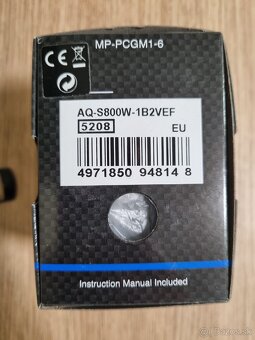 MP-PCGM1-6
CE
AQ-S800W-1B2VEF
5208 EU
4971850 94814 8
Instruction Manual Included